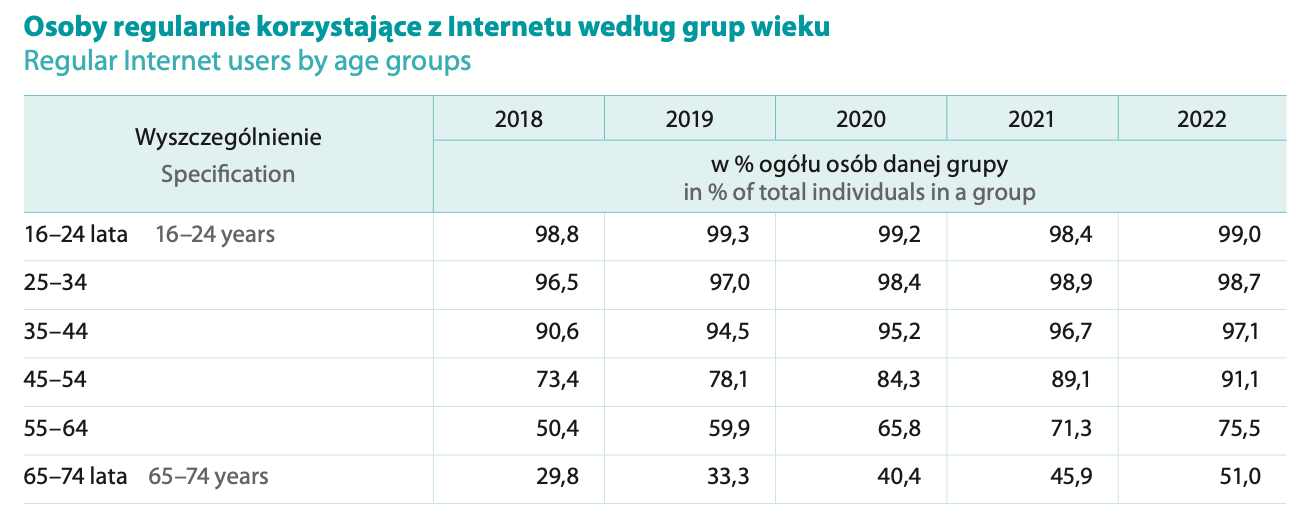 Osoby regularnie korzystające z Internetu według grup wieku
Regular Internet users by age groups
Wyszczególnienie
Specification
2018 2019 2020 2021 2022
w % ogółu osób danej grupy
in % of total individuals in a group
16–24 lata 16–24 years 98,8 99,3 99,2 98,4 99,0
25–34 96,5 97,0 98,4 98,9 98,7
35–44 90,6 94,5 95,2 96,7 97,1
45–54 73,4 78,1 84,3 89,1 91,1
55–64 50,4 59,9 65,8 71,3 75,5
65–74 lata 65–74 years 29,8 33,3 40,4 45,9 51,0